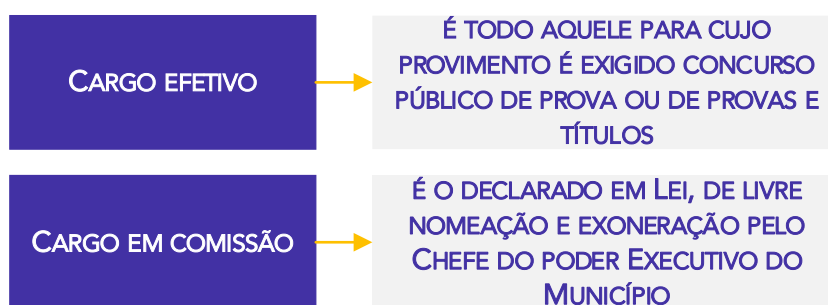 CARGO EFETIVO
É TODO AQUELE PARA CUJO
PROVIMENTO É EXIGIDO CONCURSO
PÚBLICO DE PROVA OU DE PROVAS E
TÍTULOS
CARGO EM COMISSÃO
É O DECLARADO EM LEI, DE LIVRE
NOMEAÇÃO E EXONERAÇÃO PELO
CHEFE DO PODER EXECUTIVO DO
MUNICÍPIO